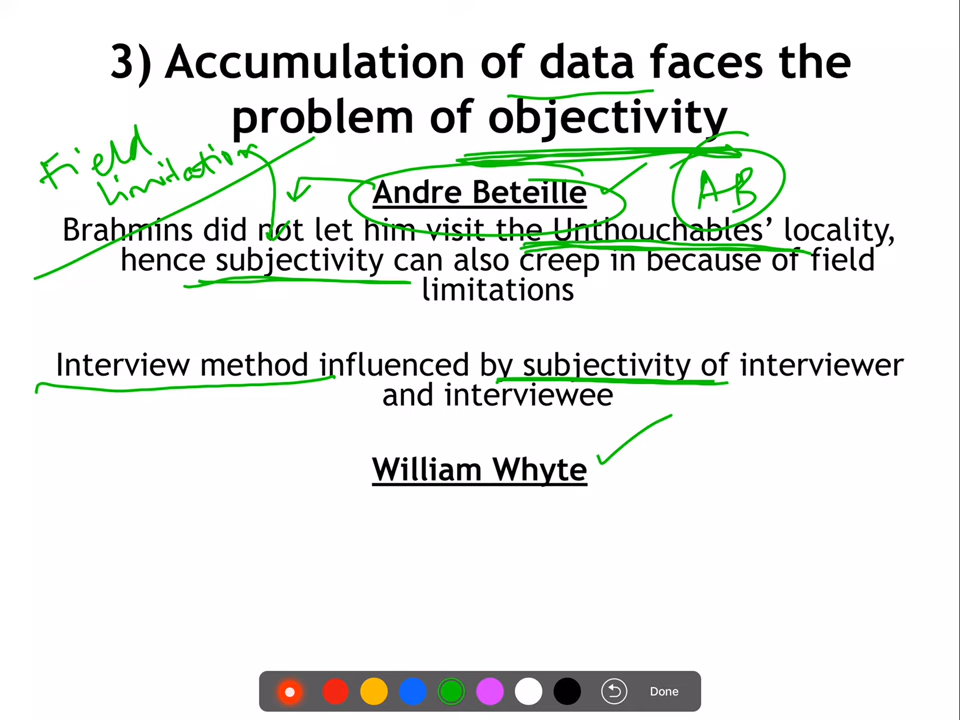 3) Accumulation of data faces the
problem of objectivity
Field
limitation
Andre Beteille
AB
Brahmins did not let him visit the Unthouchables' locality,
hence subjectivity can also creep in because of field
limitations
Interview method influenced by subjectivity of interviewer
and interviewee
William Whyte
Done